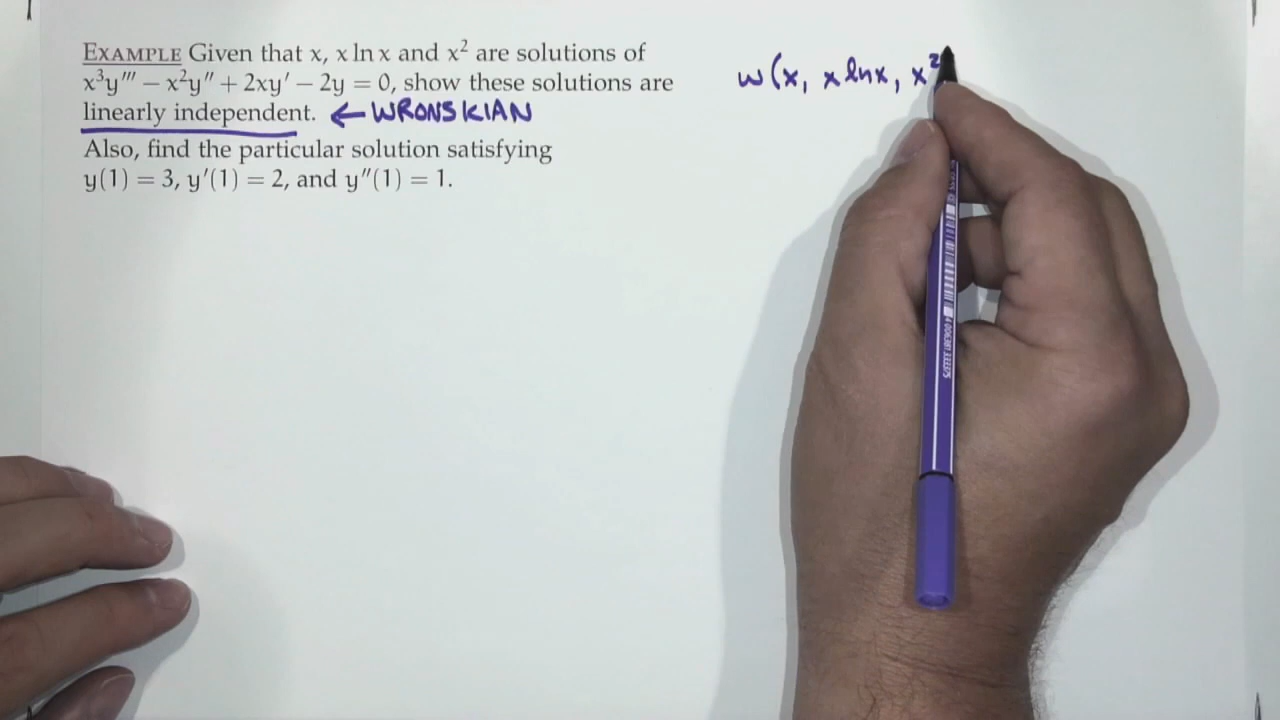 EXAMPLE Given that x, x ln x and x² are solutions of
x³y′′′ − x²y′′ + 2xy′ − 2y = 0, show these solutions are
linearly independent. ← WRONSKIAN
Also, find the particular solution satisfying
y(1) = 3, y′(1) = 2, and y′′(1) = 1.
W(x, x lnx, x²